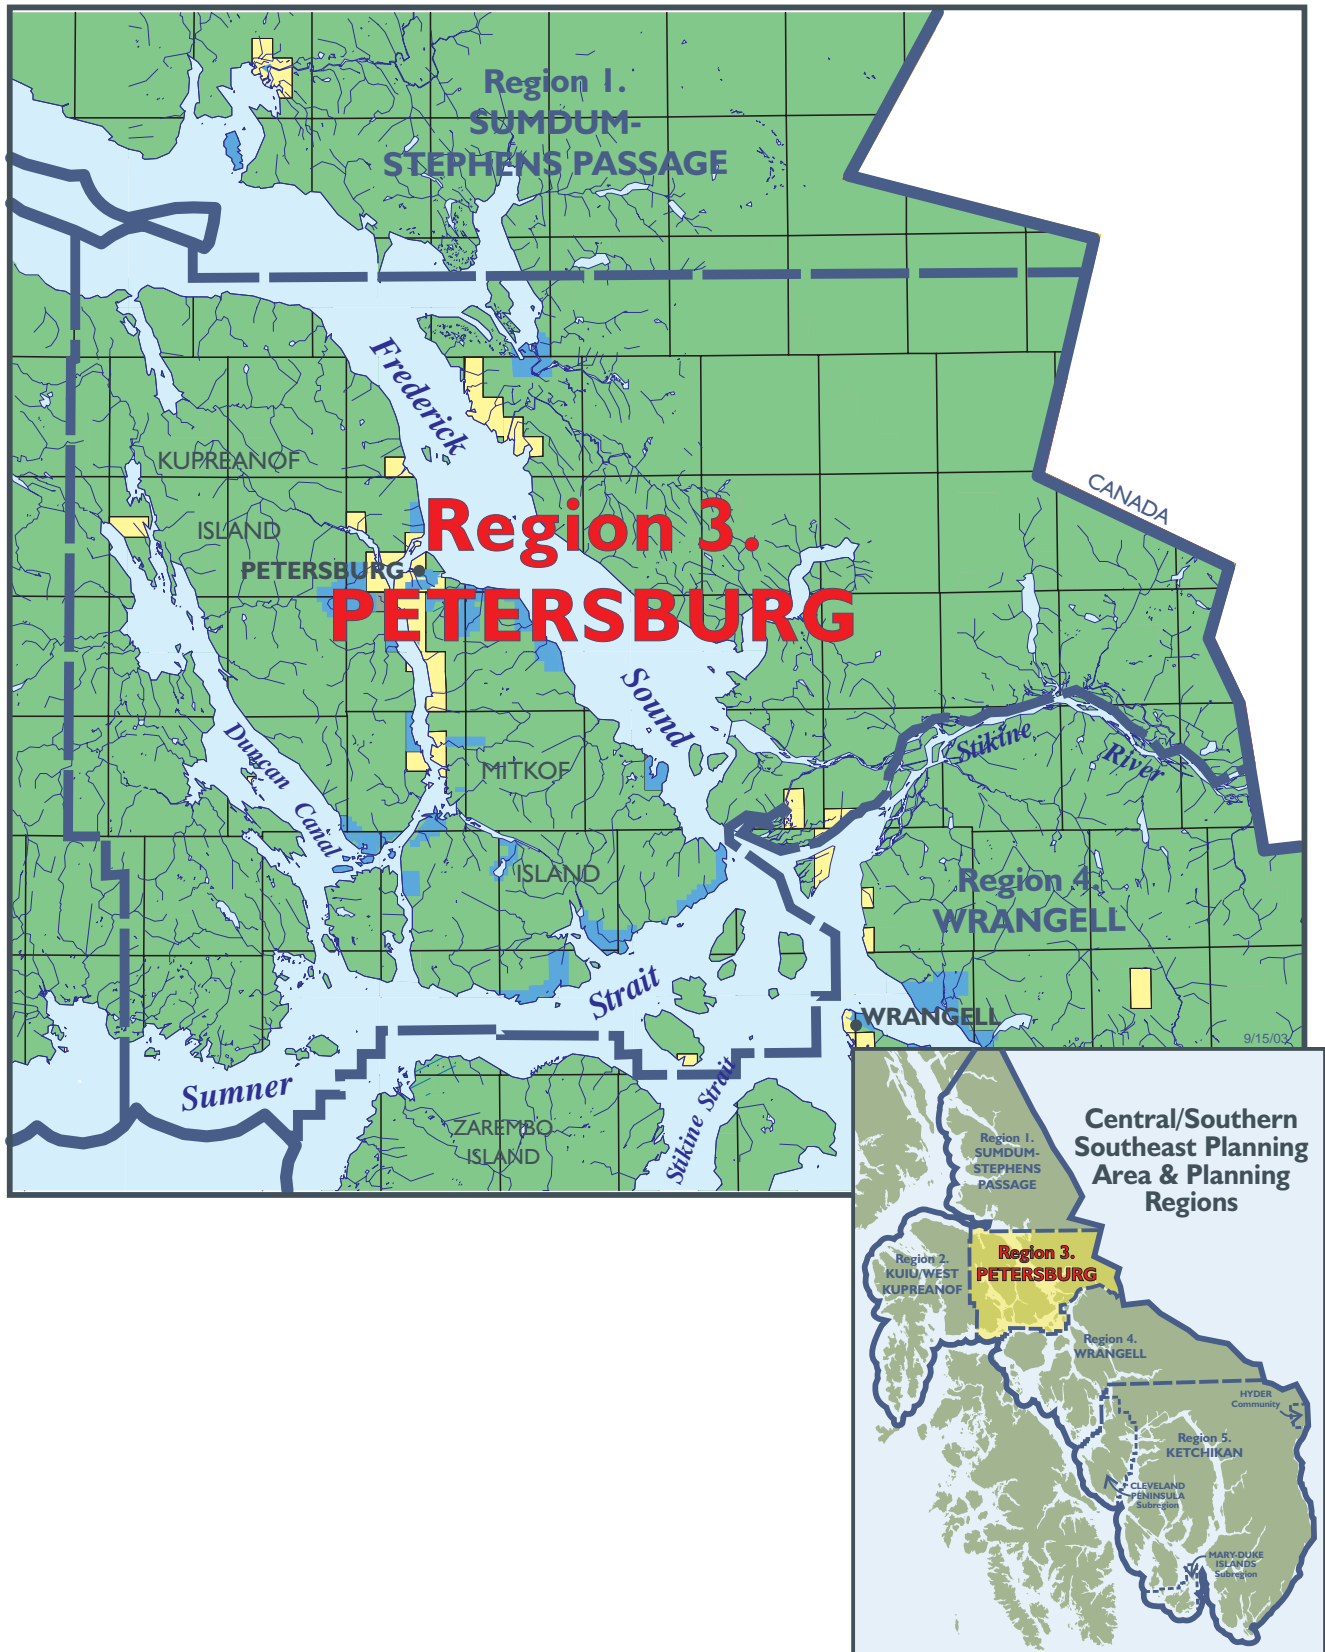 Region 1.
SUMDUM-
STEPHENS PASSAGE
Frederick
KUPREANOF
ISLAND
CANADA
Region 3.
PETERSBURG
PETERSBURG
Sound
Duncan Canal
Stikine River
MITKOF
ISLAND
Region 4.
WRANGELL
Strait
WRANGELL
9/15/03
Sumner
Stikine Strait
ZAREMBO
ISLAND
Central/Southern
Southeast Planning
Area & Planning
Regions
Region 1.
SUMDUM-
STEPHENS
PASSAGE
Region 2.
KUIU/WEST
KUPREANOF
Region 3.
PETERSBURG
Region 4.
WRANGELL
HYDER
Community
Region 5.
KETCHIKAN
CLEVELAND
PENINSULA
Subregion
MARY-DUKE
ISLANDS
Subregion